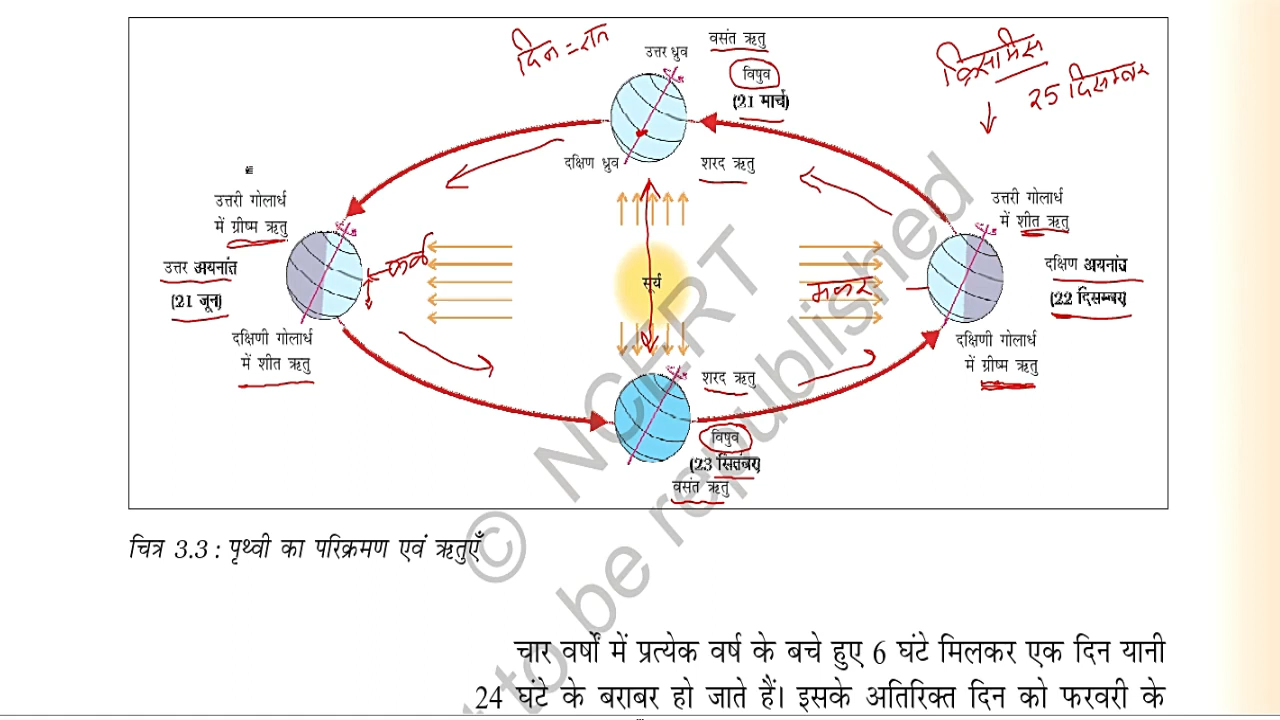 दिन = रात
वसंत ऋतु
उत्तर ध्रुव
विषुव
(21 मार्च)
क्रिसमिस
25 दिसम्बर
दक्षिण ध्रुव
शरद ऋतु
उत्तरी गोलार्ध
में ग्रीष्म ऋतु
उत्तर अयनांत
(21 जून)
दक्षिणी गोलार्ध
में शीत ऋतु
कर्क
सूर्य
मकर
उत्तरी गोलार्ध
में शीत ऋतु
दक्षिण अयनांत
(22 दिसम्बर)
दक्षिणी गोलार्ध
में ग्रीष्म ऋतु
शरद ऋतु
विषुव
(23 सितंबर)
वसंत ऋतु
© NCERT
to be republished
चित्र 3.3 : पृथ्वी का परिक्रमण एवं ऋतुएँ
चार वर्षों में प्रत्येक वर्ष के बचे हुए 6 घंटे मिलकर एक दिन यानी
24 घंटे के बराबर हो जाते हैं। इसके अतिरिक्त दिन को फरवरी के